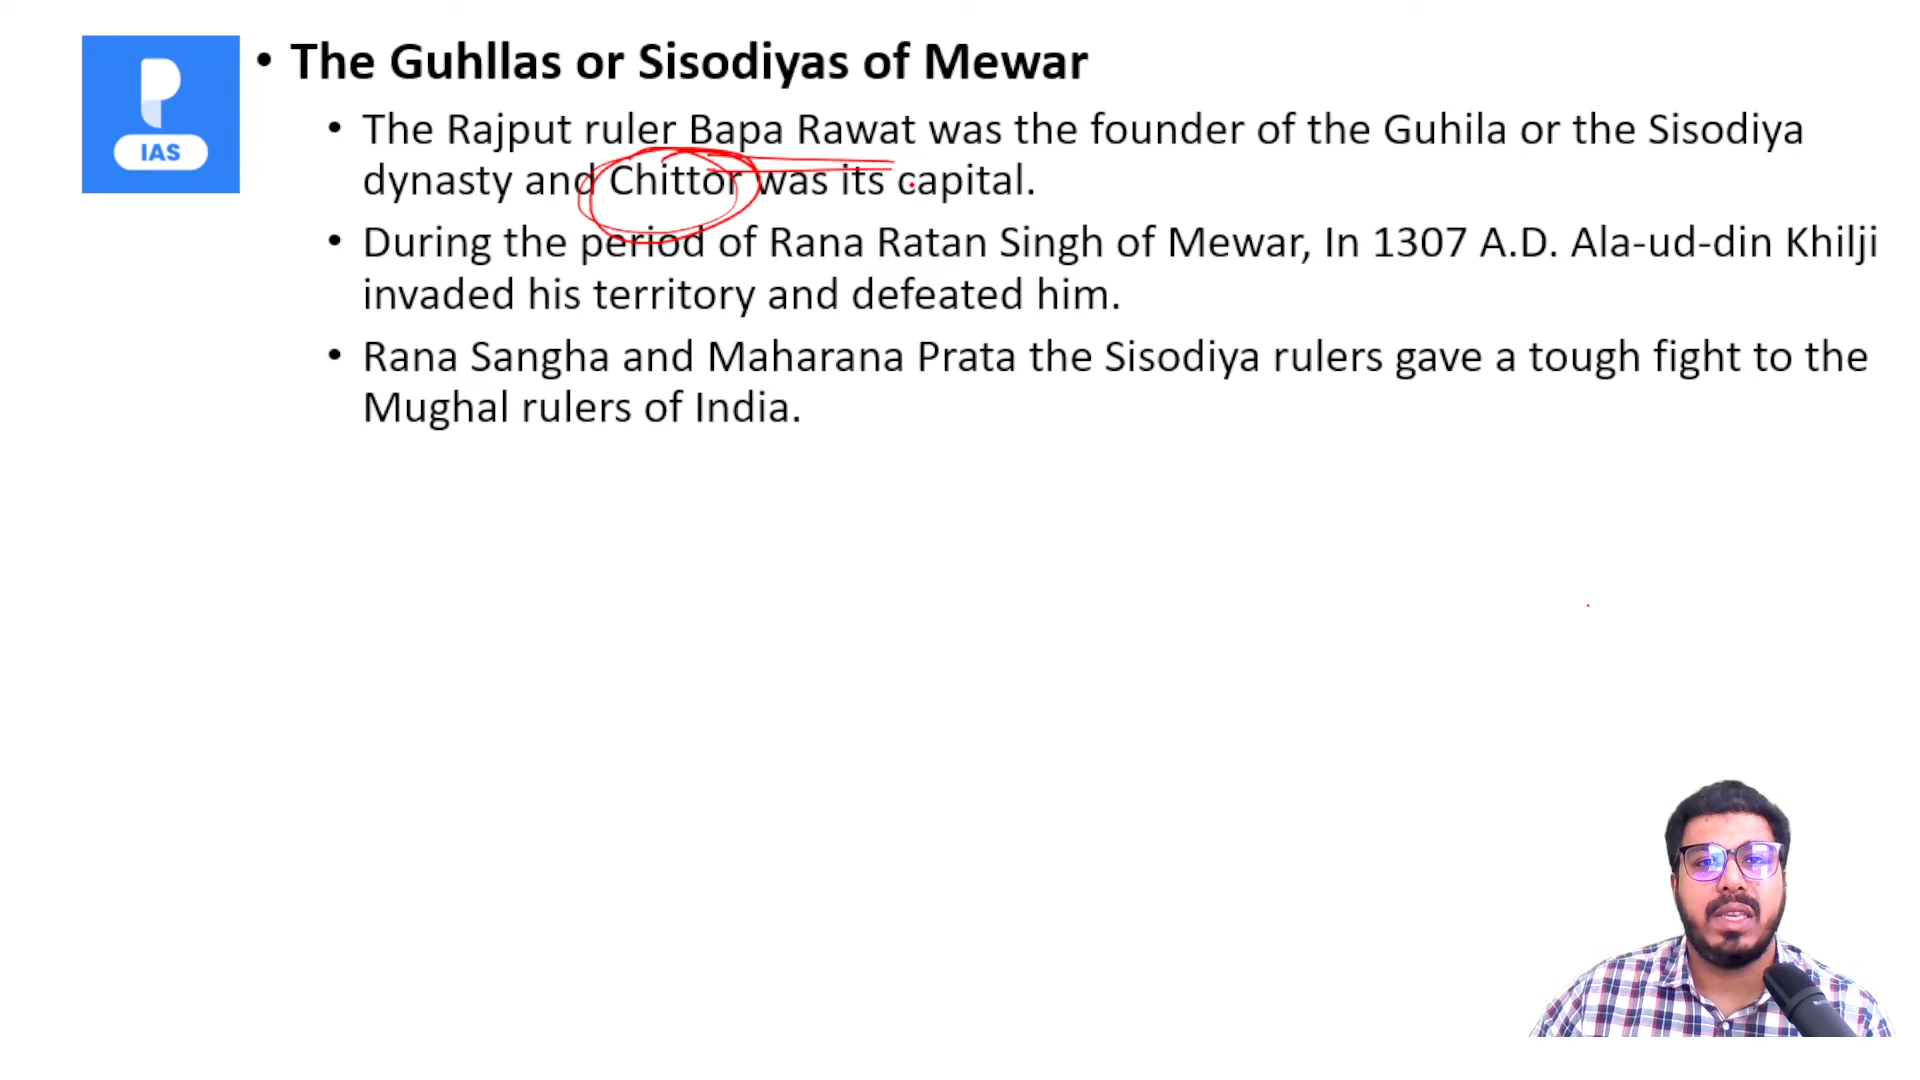 IAS
• The Guhllas or Sisodiyas of Mewar
• The Rajput ruler Bapa Rawat was the founder of the Guhila or the Sisodiya
dynasty and Chittor was its capital.
• During the period of Rana Ratan Singh of Mewar, In 1307 A.D. Ala-ud-din Khilji
invaded his territory and defeated him.
• Rana Sangha and Maharana Prata the Sisodiya rulers gave a tough fight to the
Mughal rulers of India.